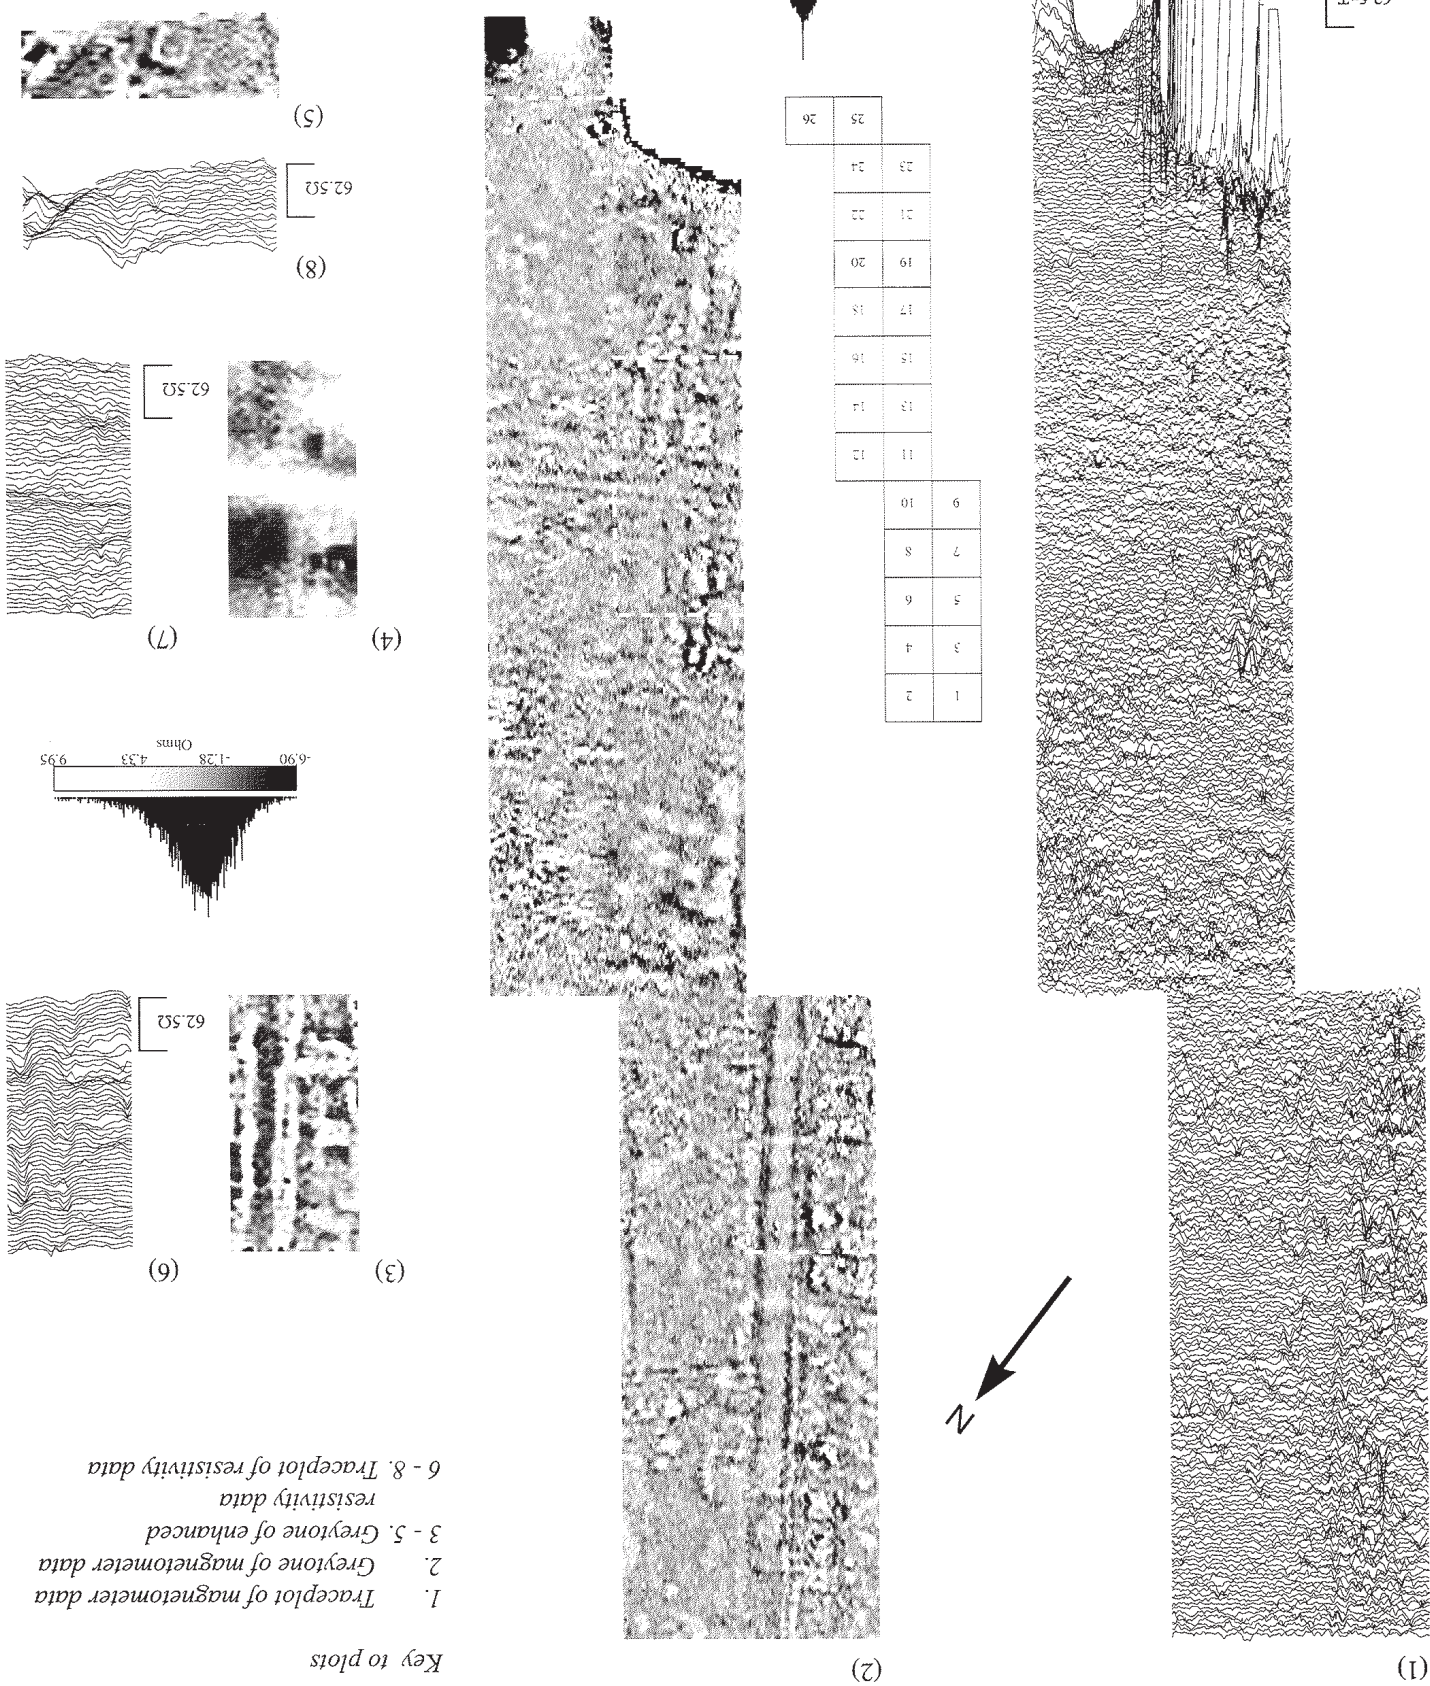 (1)
(2)
Key to plots
1. Traceplot of magnetometer data
2. Greytone of magnetometer data
3 - 5. Greytone of enhanced
resistivity data
6 - 8. Traceplot of resistivity data
N
(3)
(6)
62.5Ω
-6.90 -1.28 4.33 9.95
Ohms
1 2
3 4
5 6
7 8
9 10
11 12
13 14
15 16
17 18
19 20
21 22
23 24
25 26
(4)
(7)
62.5Ω
(8)
62.5Ω
(5)